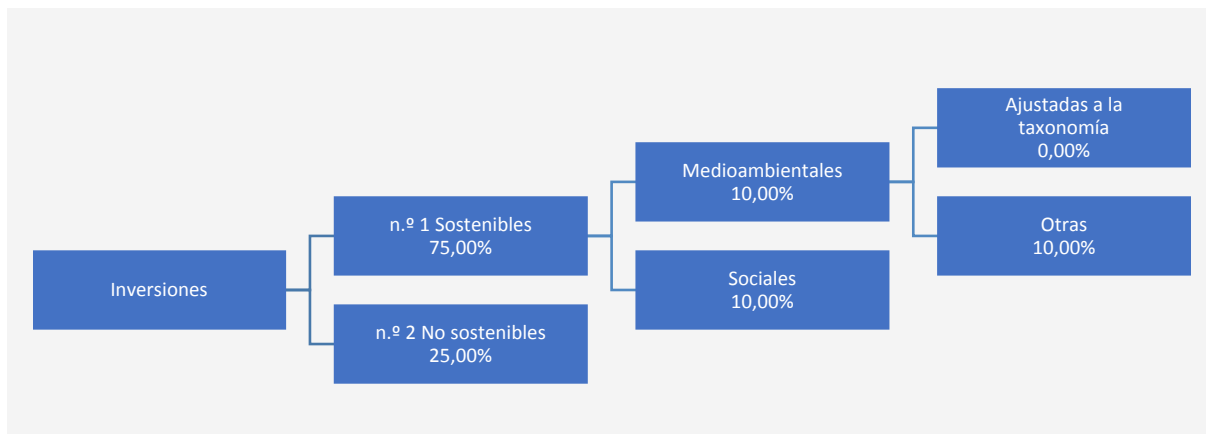 Inversiones
n.º 1 Sostenibles
75,00%
n.º 2 No sostenibles
25,00%
Medioambientales
10,00%
Sociales
10,00%
Ajustadas a la
taxonomía
0,00%
Otras
10,00%